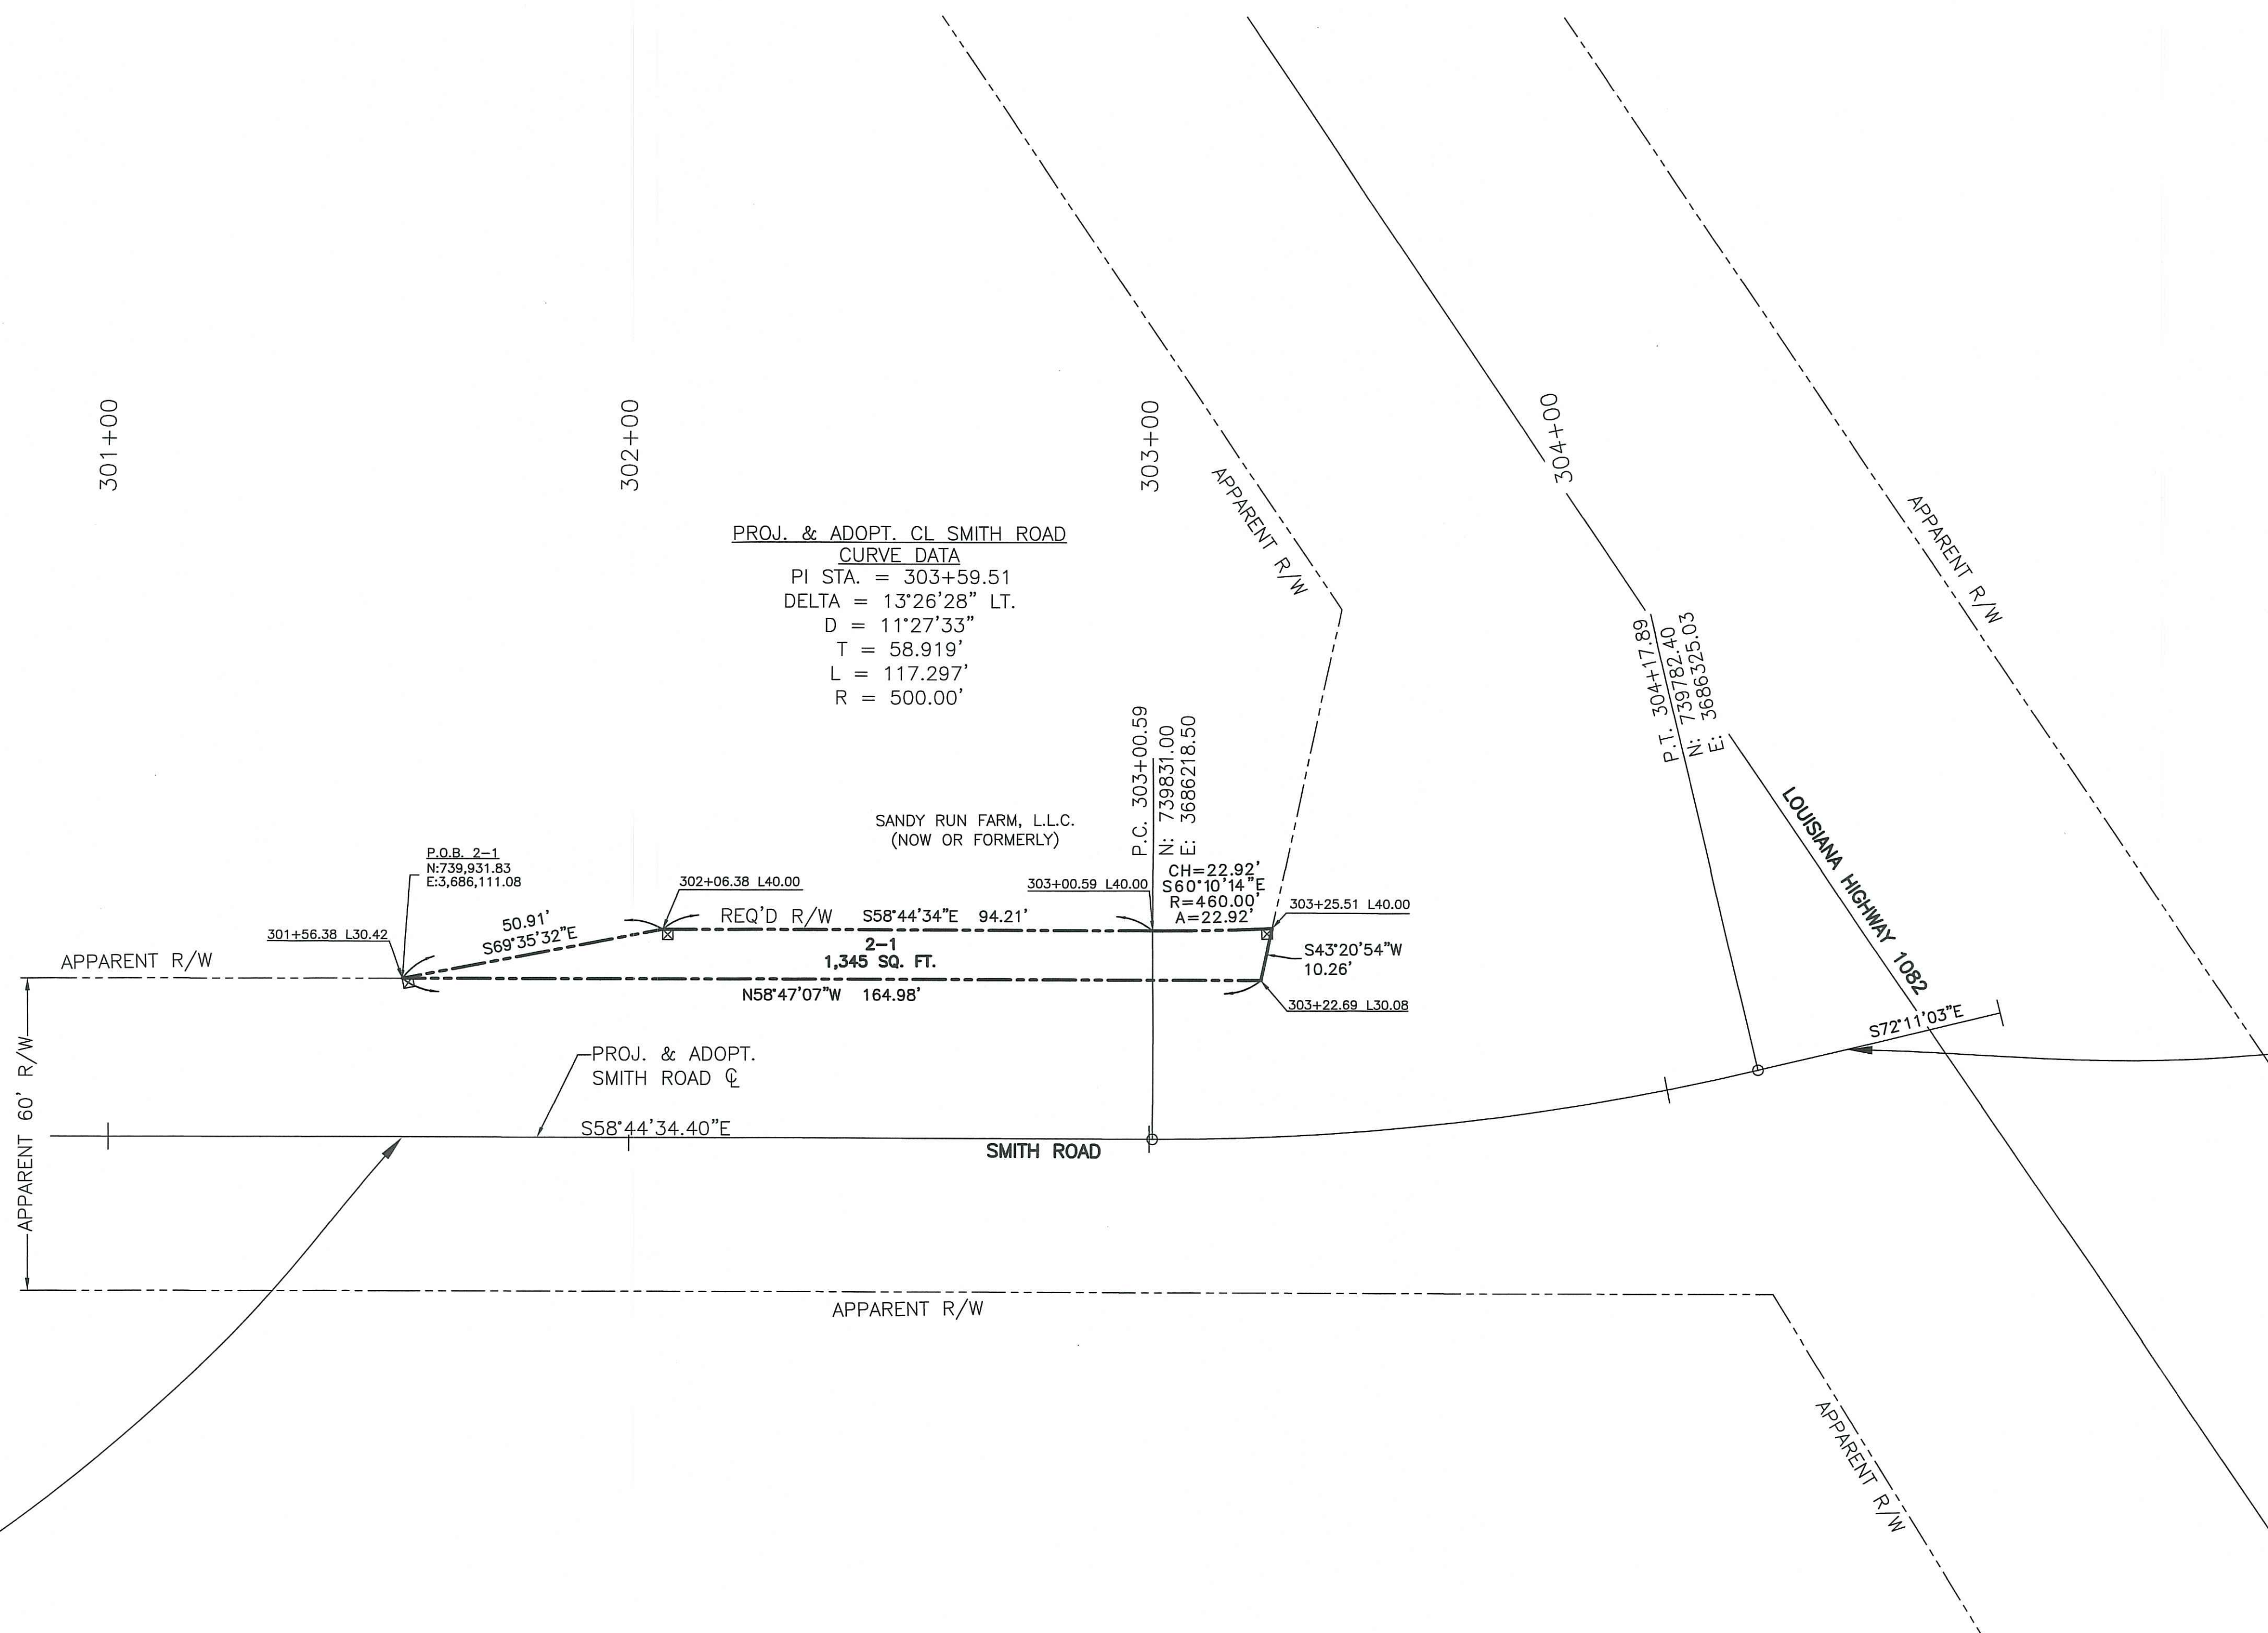 301+00
302+00
303+00
304+00
PROJ. & ADOPT. CL SMITH ROAD
CURVE DATA
PI STA. = 303+59.51
DELTA = 13°26'28" LT.
D = 11°27'33"
T = 58.919'
L = 117.297'
R = 500.00'
APPARENT R/W
APPARENT R/W
P.T. 304+17.89
N: 739782.40
E: 3686325.03
P.C. 303+00.59
N: 739831.00
E: 3686218.50
SANDY RUN FARM, L.L.C.
(NOW OR FORMERLY)
P.O.B. 2-1
N:739,931.83
E:3,686,111.08
302+06.38 L40.00
303+00.59 L40.00
CH=22.92'
S60°10'14"E
R=460.00'
A=22.92'
303+25.51 L40.00
301+56.38 L30.42
50.91'
S69°35'32"E
REQ'D R/W S58°44'34"E 94.21'
2-1
1,345 SQ. FT.
S43°20'54"W
10.26'
APPARENT R/W
N58°47'07"W 164.98'
303+22.69 L30.08
LOUISIANA HIGHWAY 1082
S72°11'03"E
APPARENT 60' R/W
PROJ. & ADOPT.
SMITH ROAD ℄
S58°44'34.40"E
SMITH ROAD
APPARENT R/W
APPARENT R/W